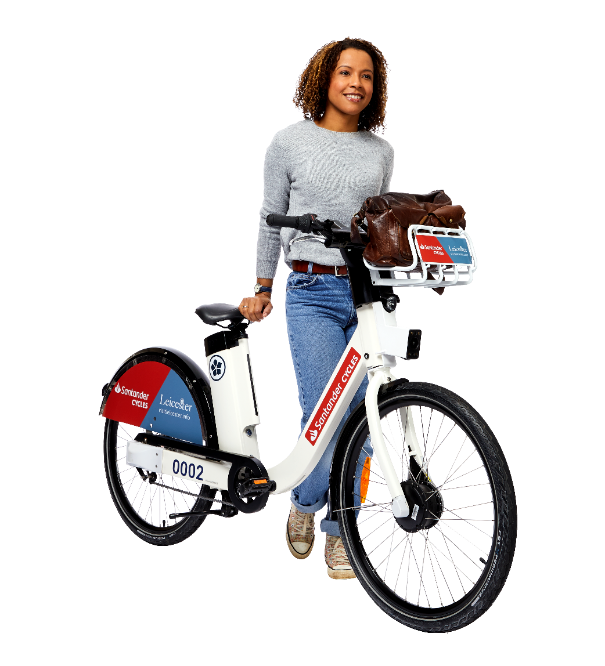 Santander
CYCLES
Leicester
Santander CYCLES
Santander
CYCLES
Leicester
0002